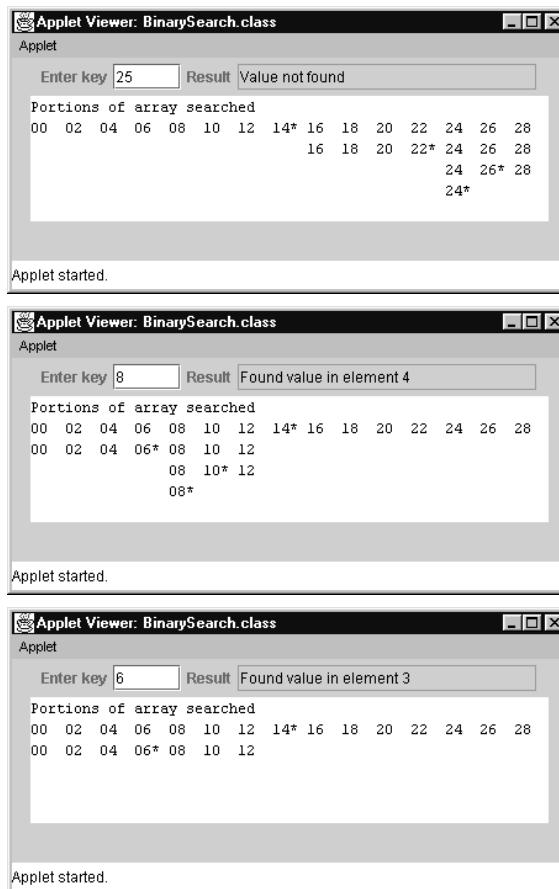 Applet Viewer: BinarySearch.class
Applet
Enter key 25 Result Value not found
Portions of array searched
00 02 04 06 08 10 12 14* 16 18 20 22 24 26 28
16 18 20 22* 24 26 28
24 26* 28
24*
Applet started.
Applet Viewer: BinarySearch.class
Applet
Enter key 8 Result Found value in element 4
Portions of array searched
00 02 04 06 08 10 12 14* 16 18 20 22 24 26 28
00 02 04 06* 08 10 12
08 10* 12
08*
Applet started.
Applet Viewer: BinarySearch.class
Applet
Enter key 6 Result Found value in element 3
Portions of array searched
00 02 04 06 08 10 12 14* 16 18 20 22 24 26 28
00 02 04 06* 08 10 12
Applet started.